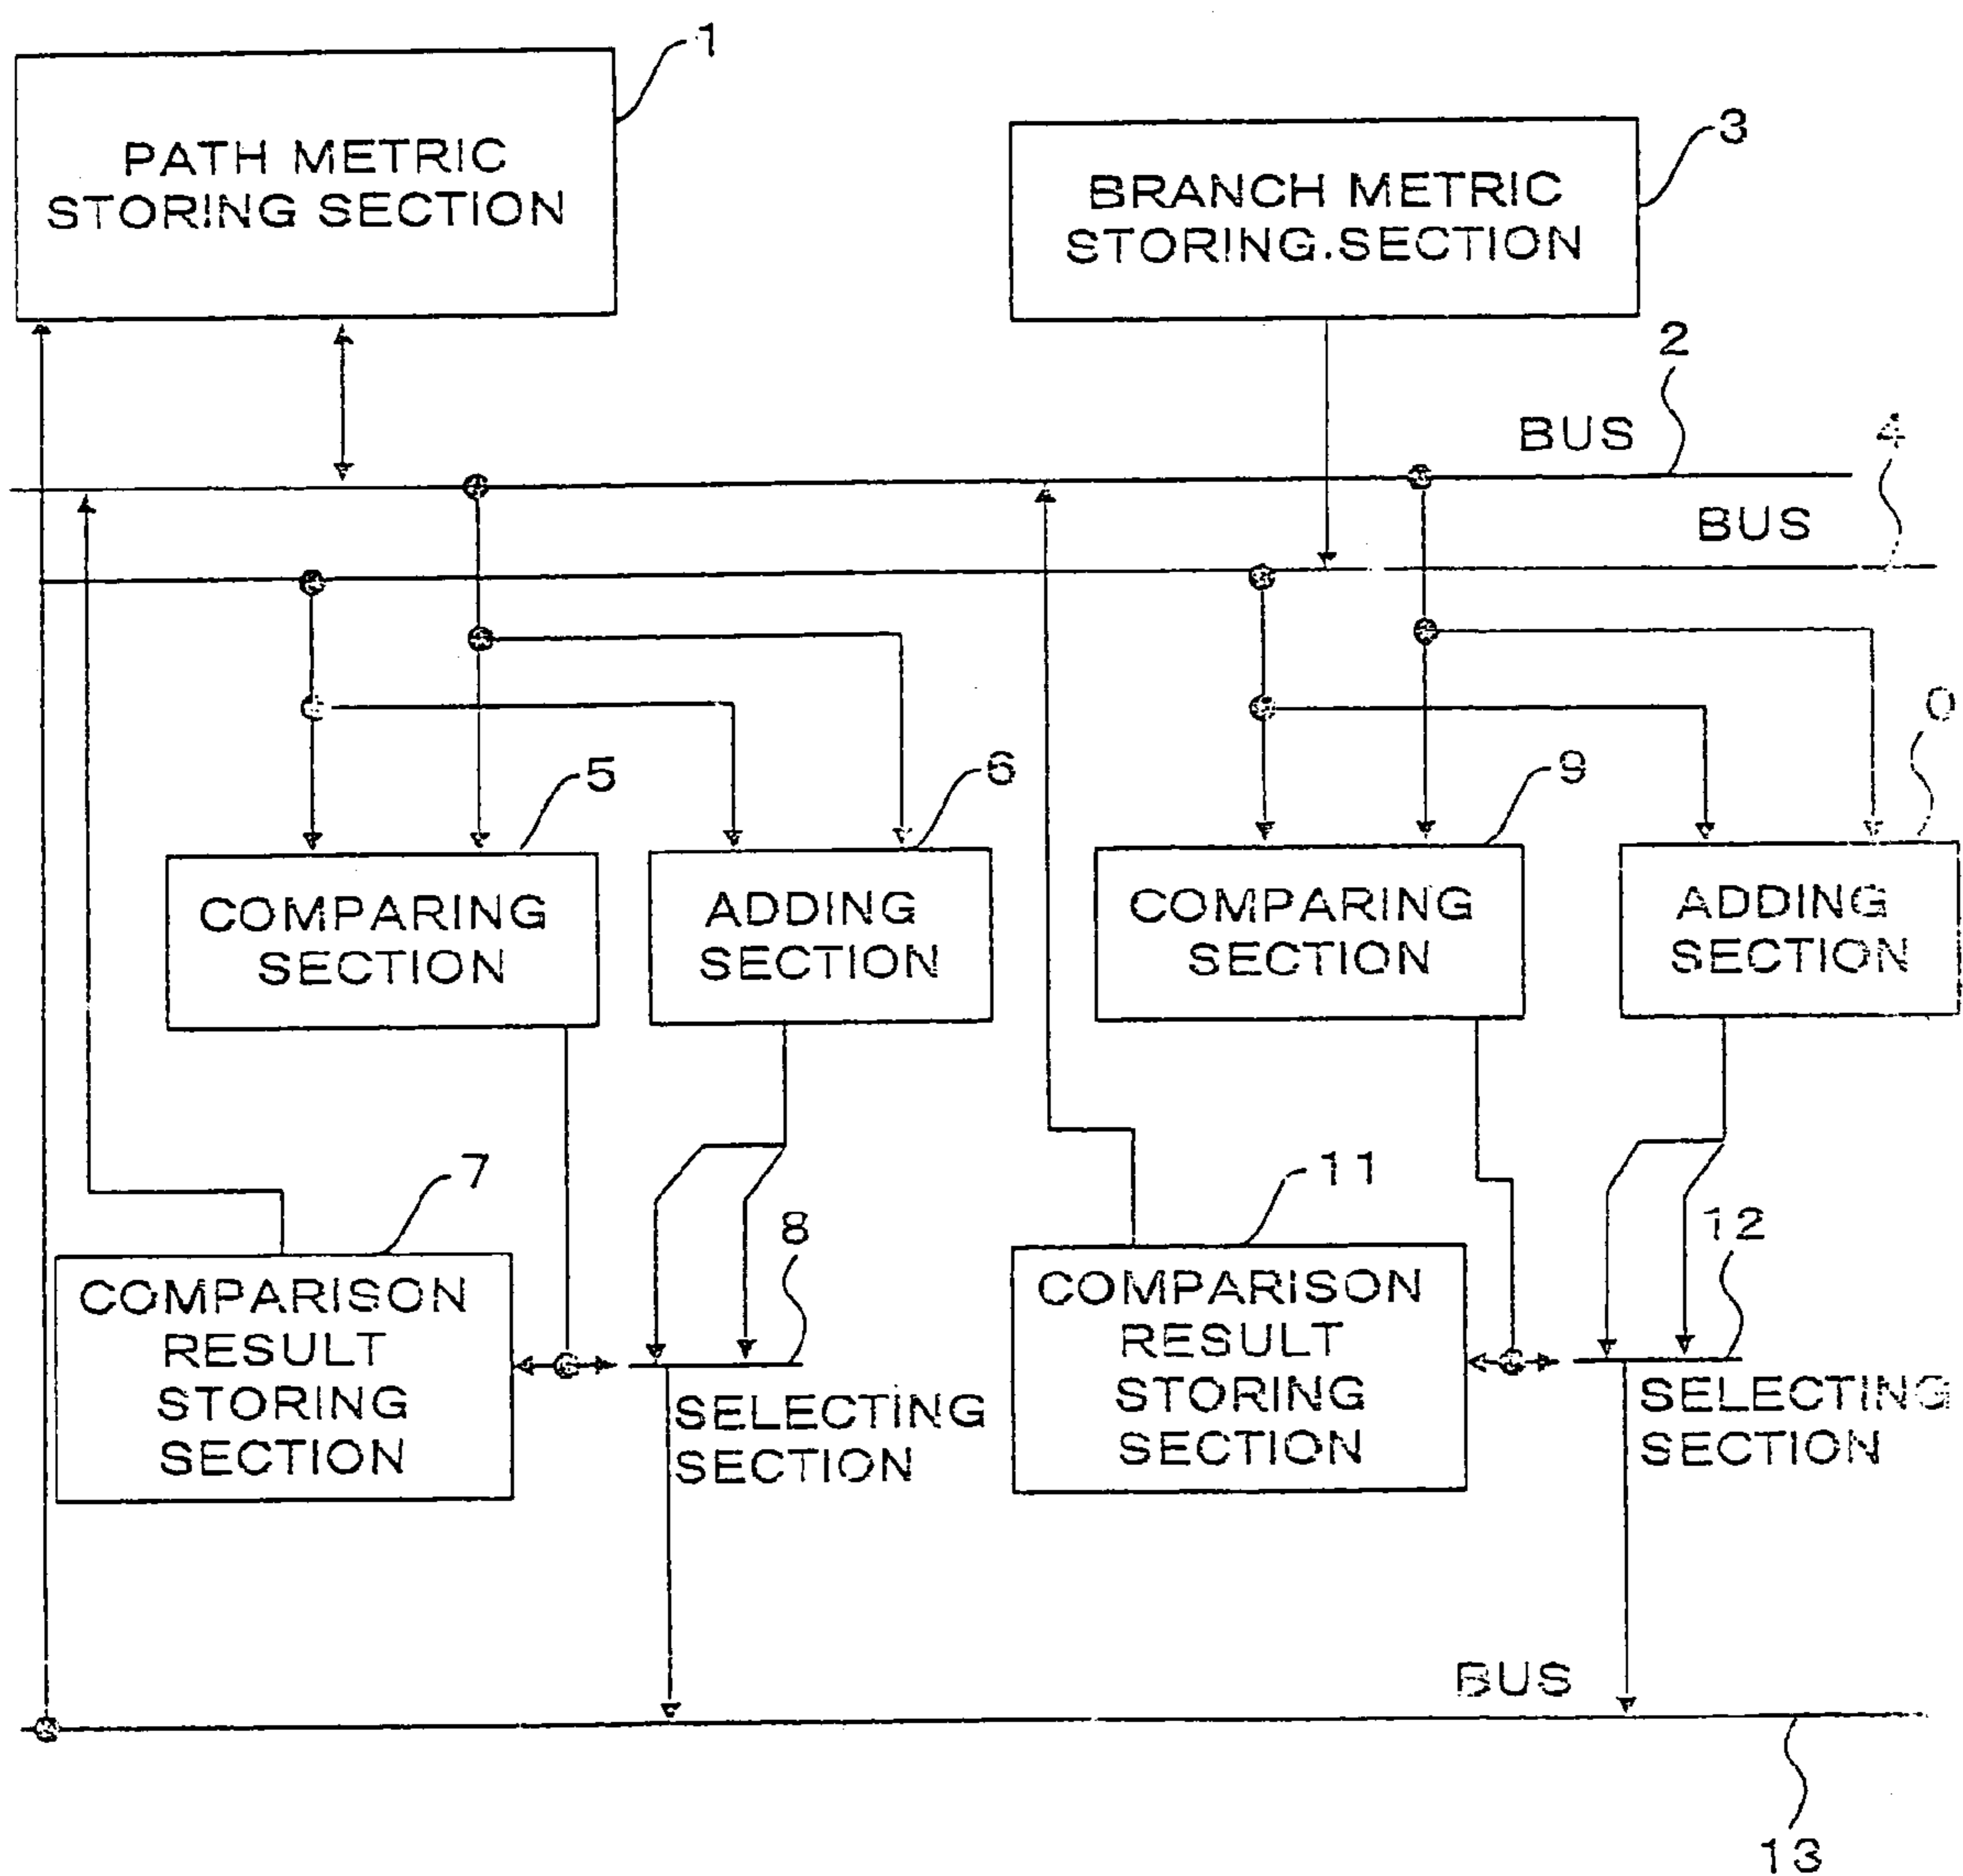 1
PATH METRIC
STORING SECTION
3
BRANCH METRIC
STORING.SECTION
2
BUS
4
BUS
0
5
6
9
COMPARING
SECTION
ADDING
SECTION
COMPARING
SECTION
ADDING
SECTION
7
8
11
12
COMPARISON
RESULT
STORING
SECTION
SELECTING
SECTION
COMPARISON
RESULT
STORING
SECTION
SELECTING
SECTION
BUS
13